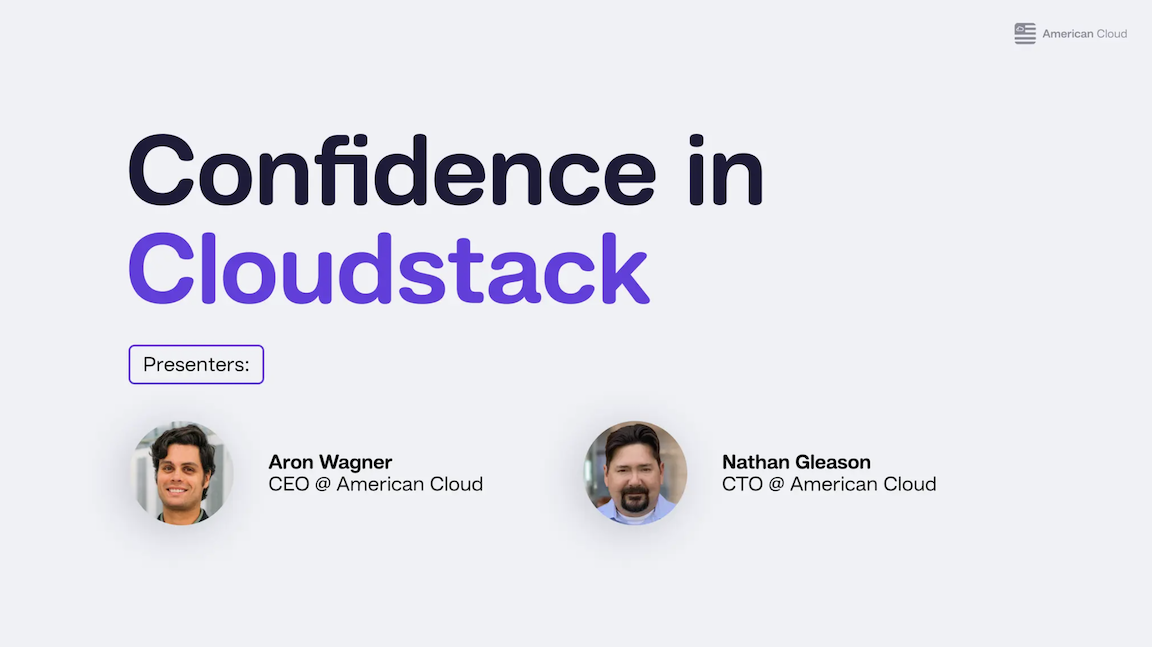 American Cloud
Confidence in
Cloudstack
Presenters:
Aron Wagner
CEO @ American Cloud
Nathan Gleason
CTO @ American Cloud